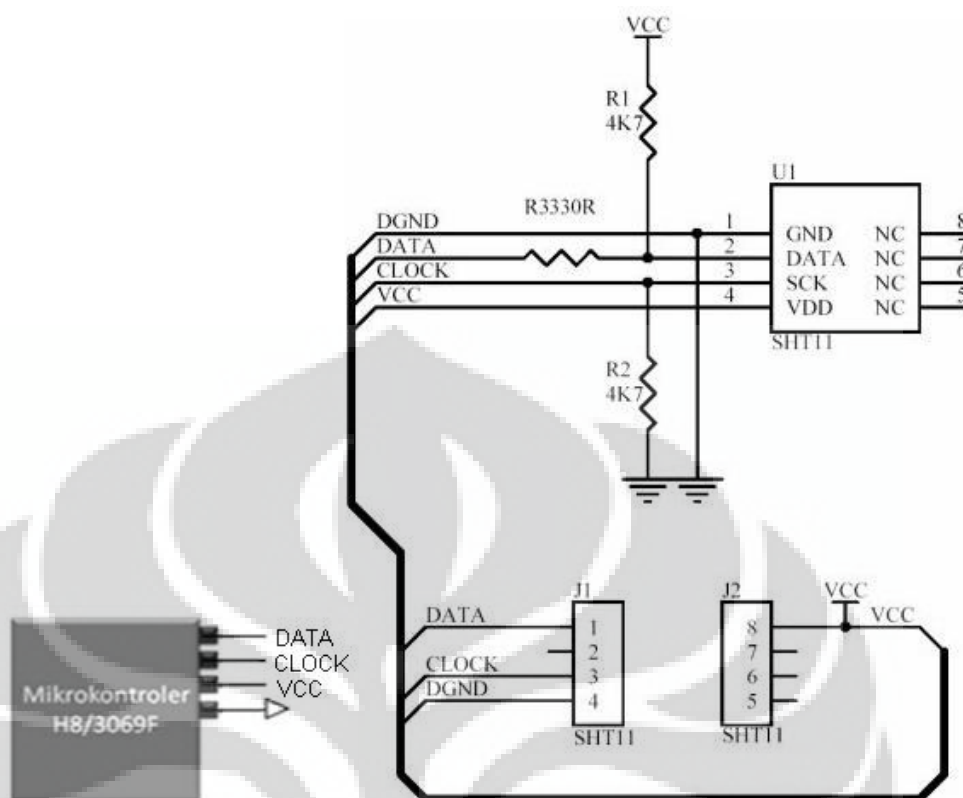 VCC
R1
4K7
U1
R3330R
DGND 1 GND NC 8
DATA 2 DATA NC 7
CLOCK 3 SCK NC 6
VCC 4 VDD NC 5
SHT11
R2
4K7
J1 J2 VCC
DATA 1 8 VCC
2 7
CLOCK 3 6
DGND 4 5
SHT11 SHT11
DATA
CLOCK
VCC
Mikrokontroler
H8/3069F